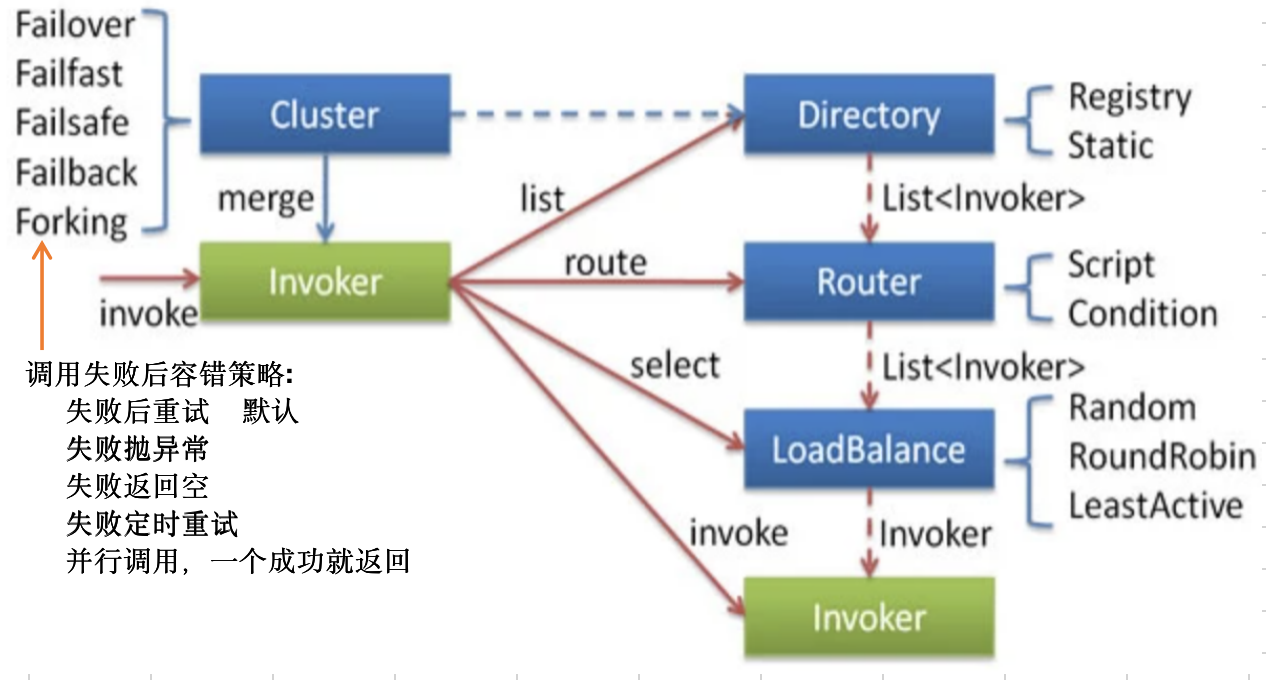 Failover
Failfast
Failsafe
Failback
Forking
Cluster
Directory
Registry
Static
merge
list
List<Invoker>
invoke
Invoker
route
Router
Script
Condition
select
List<Invoker>
LoadBalance
Random
RoundRobin
LeastActive
invoke
Invoker
Invoker
调用失败后容错策略:
失败后重试 默认
失败抛异常
失败返回空
失败定时重试
并行调用，一个成功就返回